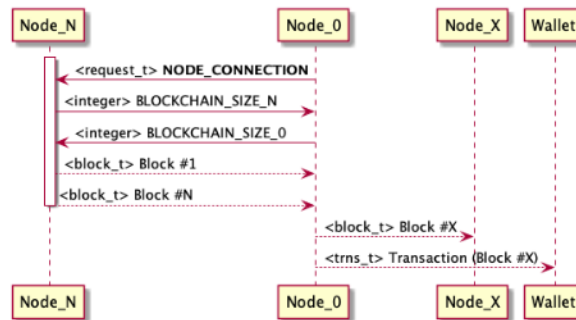 Node_N Node_0 Node_X Wallet
<request_t> NODE_CONNECTION
<integer> BLOCKCHAIN_SIZE_N
<integer> BLOCKCHAIN_SIZE_0
<block_t> Block #1
<block_t> Block #N
<block_t> Block #X
<trns_t> Transaction (Block #X)
Node_N Node_0 Node_X Wallet